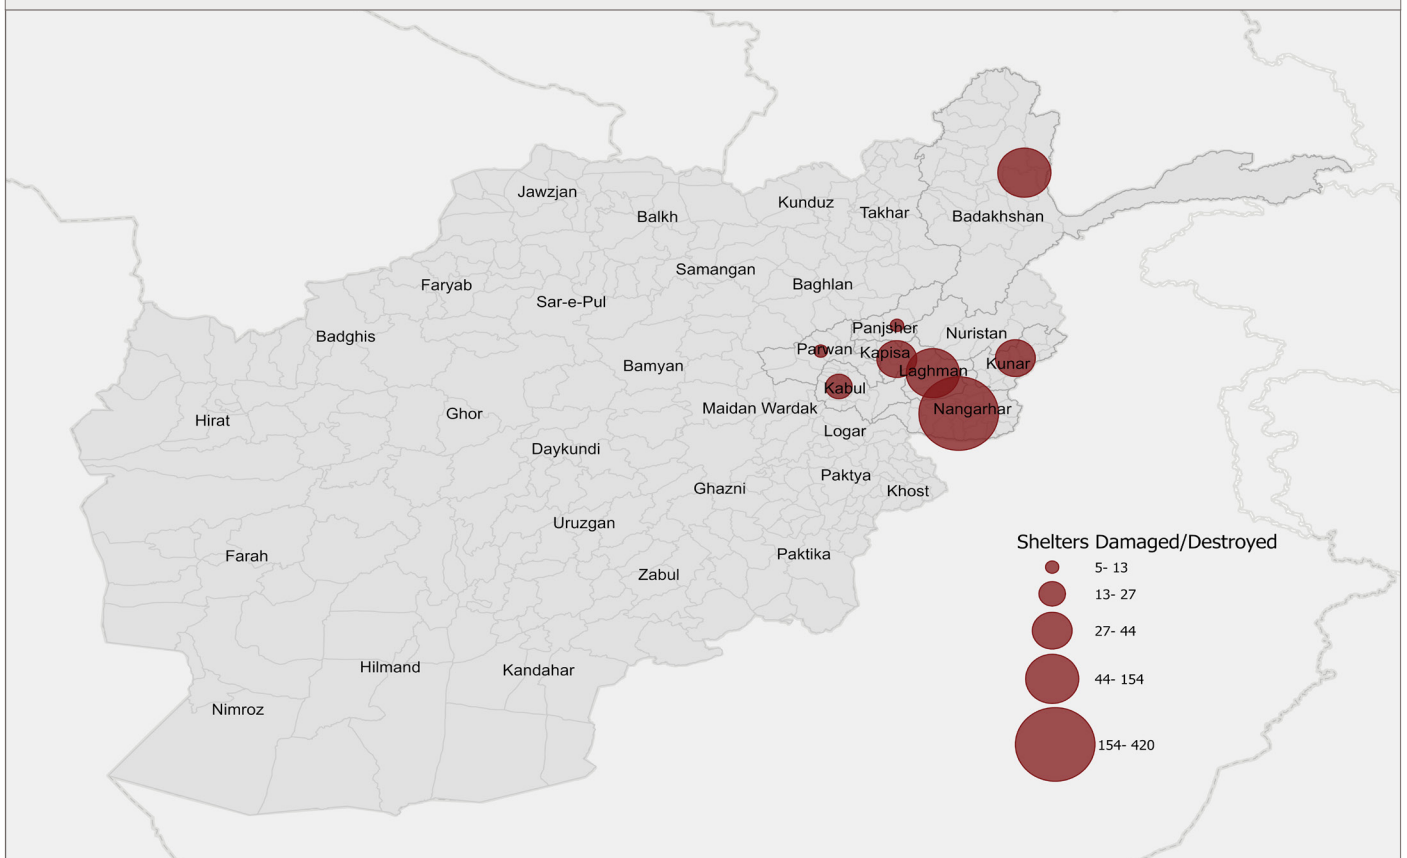 Jawzjan
Kunduz
Takhar
Balkh
Badakhshan
Samangan
Faryab
Baghlan
Sar-e-Pul
Panjsher
Nuristan
Badghis
Parwan
Kapisa
Kunar
Bamyan
Laghman
Kabul
Maidan Wardak
Nangarhar
Ghor
Hirat
Logar
Daykundi
Paktya
Ghazni
Khost
Uruzgan
Shelters Damaged/Destroyed
Farah
Paktika
5- 13
Zabul
13- 27
27- 44
Hilmand
Kandahar
44- 154
Nimroz
154- 420